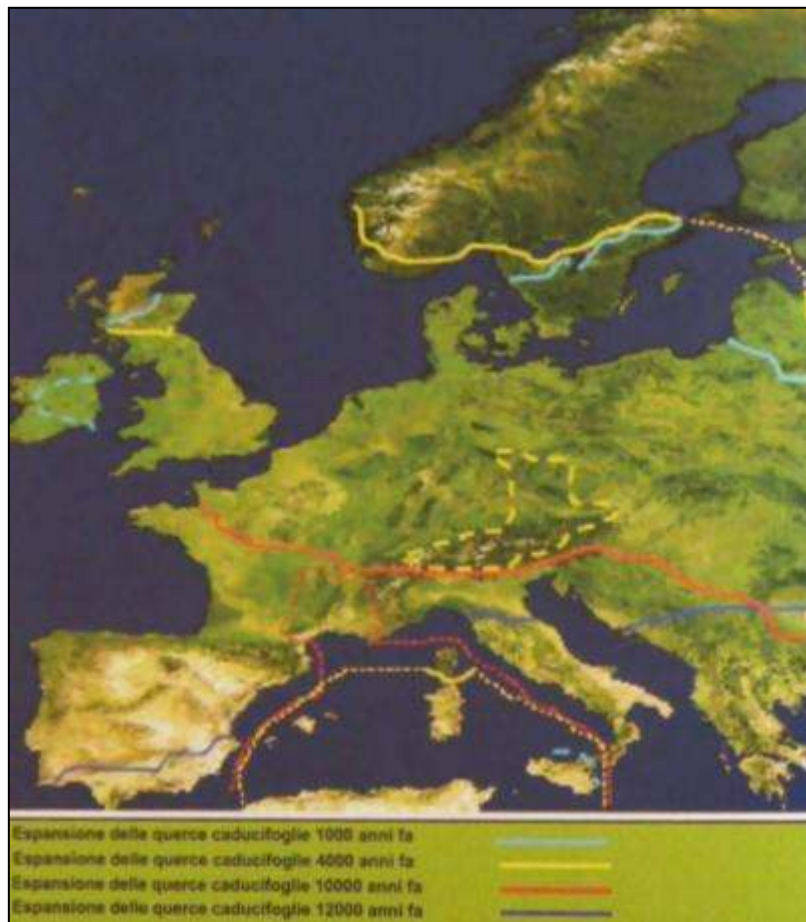 Espansione delle querce caducifoglie 1000 anni fa
Espansione delle querce caducifoglie 4000 anni fa
Espansione delle querce caducifoglie 10000 anni fa
Espansione delle querce caducifoglie 12000 anni fa